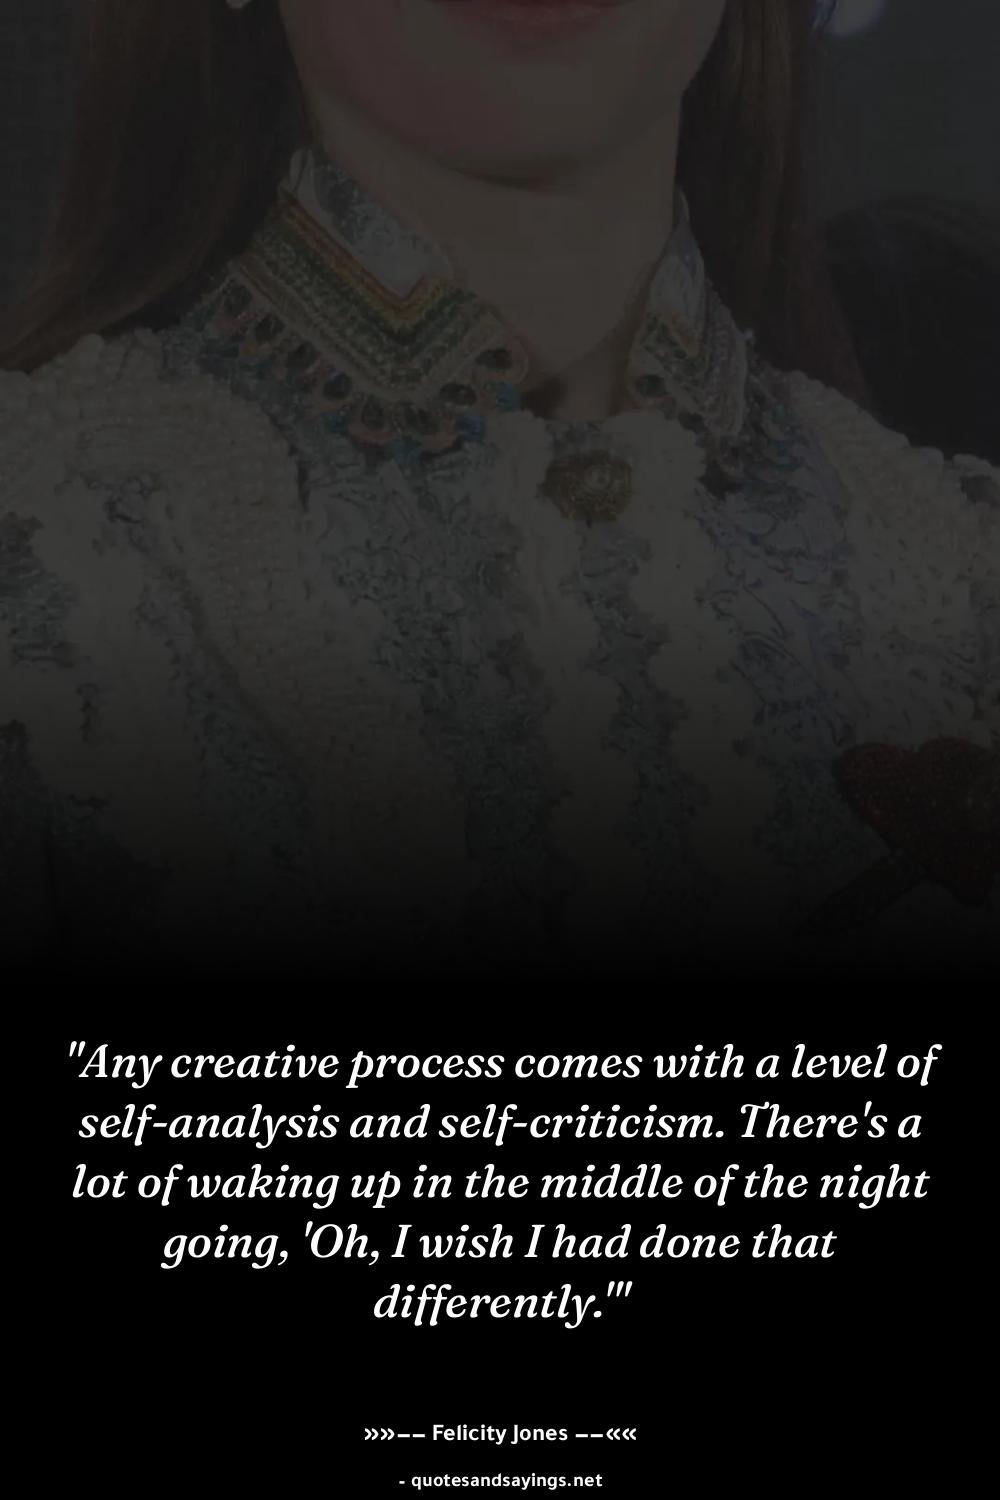 "Any creative process comes with a level of
self-analysis and self-criticism. There's a
lot of waking up in the middle of the night
going, 'Oh, I wish I had done that
differently.'"
»»–– Felicity Jones ––««
- quotesandsayings.net